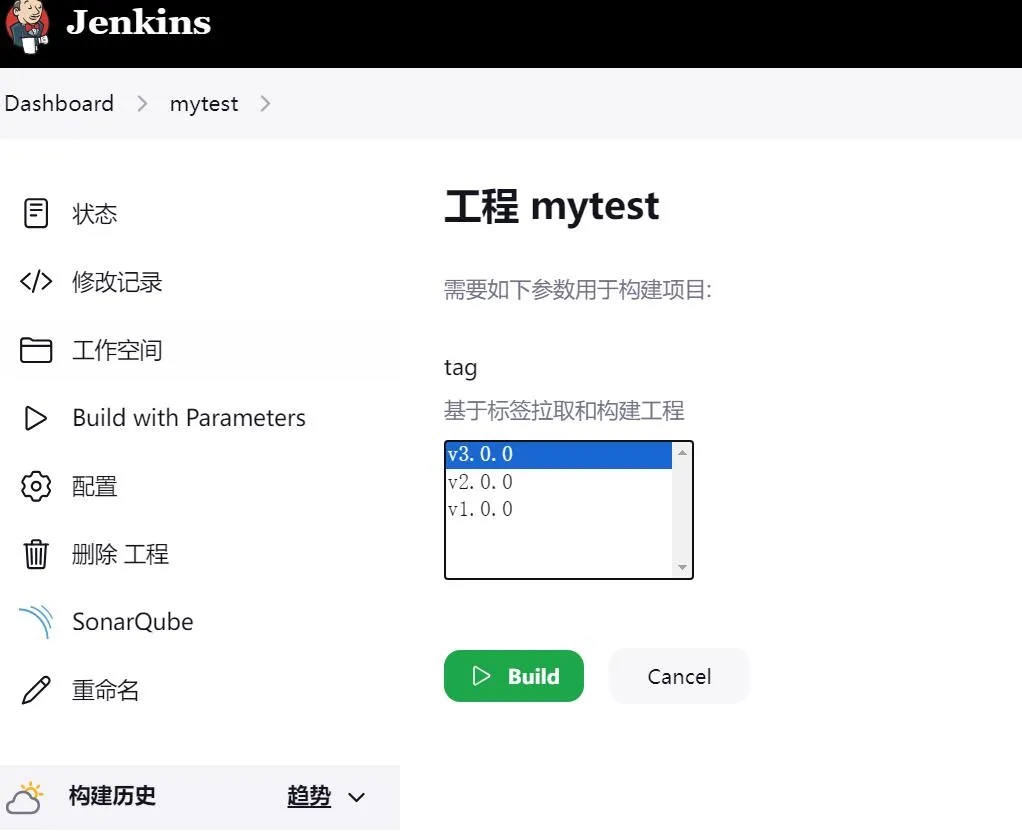 Jenkins
Dashboard > mytest >
状态
修改记录
工作空间
Build with Parameters
配置
删除 工程
SonarQube
重命名
构建历史 趋势
工程 mytest
需要如下参数用于构建项目:
tag
基于标签拉取和构建工程
v3.0.0
v2.0.0
v1.0.0
Build Cancel